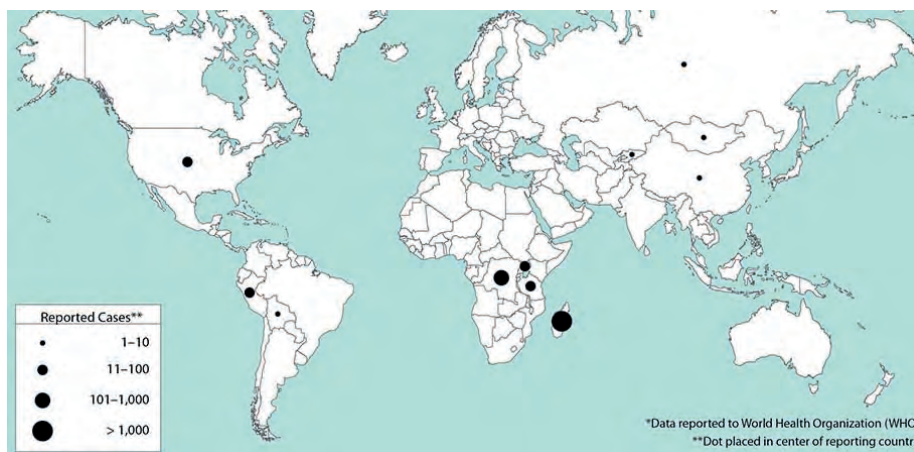 Reported Cases**
1–10
11–100
101–1,000
> 1,000
*Data reported to World Health Organization (WHO
**Dot placed in center of reporting countr